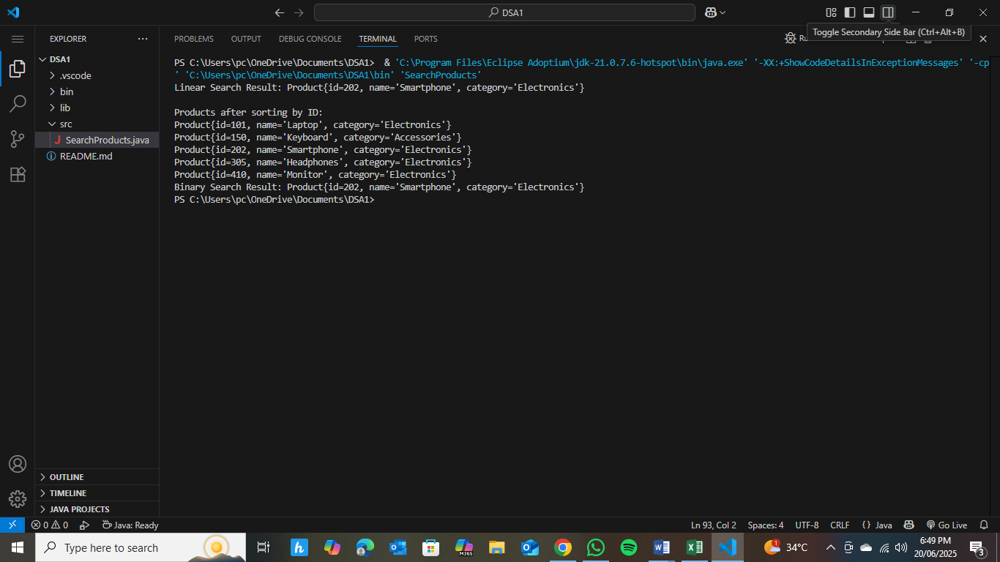 DSA1
EXPLORER
PROBLEMS OUTPUT DEBUG CONSOLE TERMINAL PORTS
Toggle Secondary Side Bar (Ctrl+Alt+B)
DSA1
.vscode
bin
lib
src
J SearchProducts.java
README.md
PS C:\Users\pc\OneDrive\Documents\DSA1>  & 'C:\Program Files\Eclipse Adoptium\jdk-21.0.7.6-hotspot\bin\java.exe' '-XX:+ShowCodeDetailsInExceptionMessages' '-cp
' 'C:\Users\pc\OneDrive\Documents\DSA1\bin' 'SearchProducts'
Linear Search Result: Product{id=202, name='Smartphone', category='Electronics'}
Products after sorting by ID:
Product{id=101, name='Laptop', category='Electronics'}
Product{id=150, name='Keyboard', category='Accessories'}
Product{id=202, name='Smartphone', category='Electronics'}
Product{id=305, name='Headphones', category='Electronics'}
Product{id=410, name='Monitor', category='Electronics'}
Binary Search Result: Product{id=202, name='Smartphone', category='Electronics'}
PS C:\Users\pc\OneDrive\Documents\DSA1>
OUTLINE
TIMELINE
JAVA PROJECTS
0 0 Java: Ready
Ln 93, Col 2 Spaces: 4 UTF-8 CRLF {} Java Go Live
Type here to search
M365
1 34°C
6:49 PM
20/06/2025
3